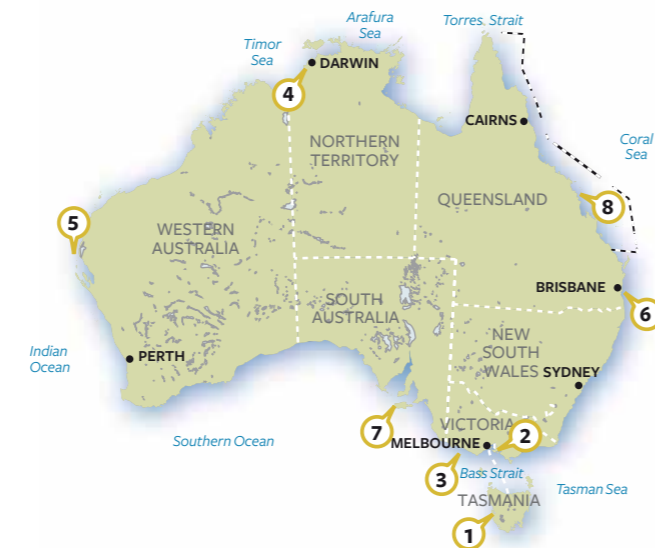 Arafura
Sea
Torres Strait
Timor
Sea
DARWIN
4
CAIRNS
Coral
Sea
NORTHERN
TERRITORY
QUEENSLAND
8
5
WESTERN
AUSTRALIA
BRISBANE
6
SOUTH
AUSTRALIA
NEW
SOUTH
WALES
SYDNEY
Indian
Ocean
PERTH
7
VICTORIA
2
MELBOURNE
Southern Ocean
3
Bass Strait
Tasman Sea
TASMANIA
1